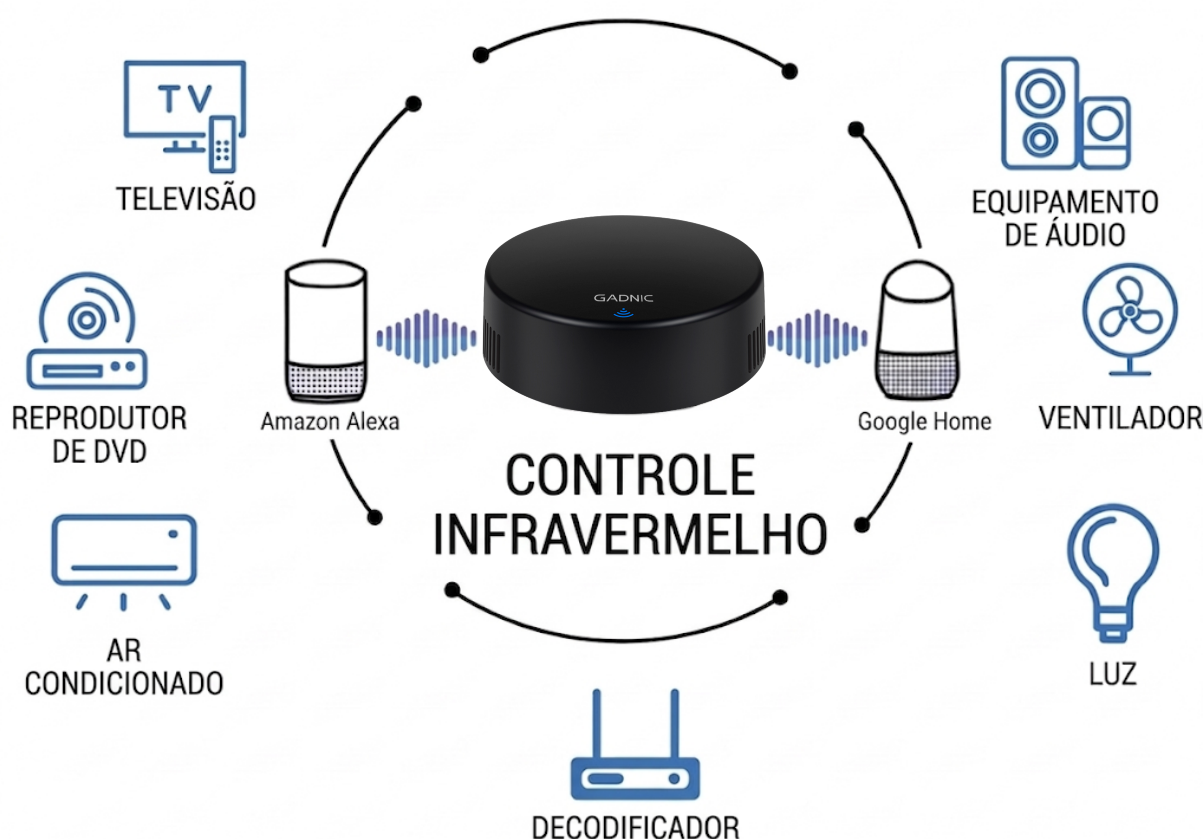 TV
TELEVISÃO
EQUIPAMENTO
DE ÁUDIO
GADNIC
REPRODUTOR
DE DVD
Amazon Alexa
Google Home
VENTILADOR
CONTROLE
INFRAVERMELHO
AR
CONDICIONADO
LUZ
DECODIFICADOR